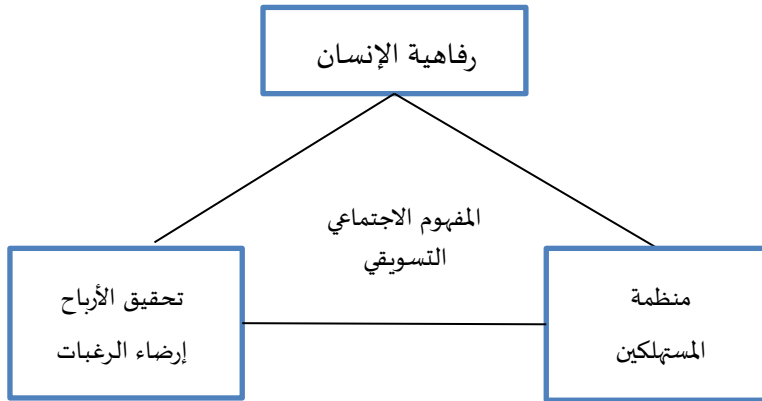 رفاهية الإنسان
المفهوم الاجتماعي
التسويقي
منظمة
المستهلكين
تحقيق الأرباح
إرضاء الرغبات